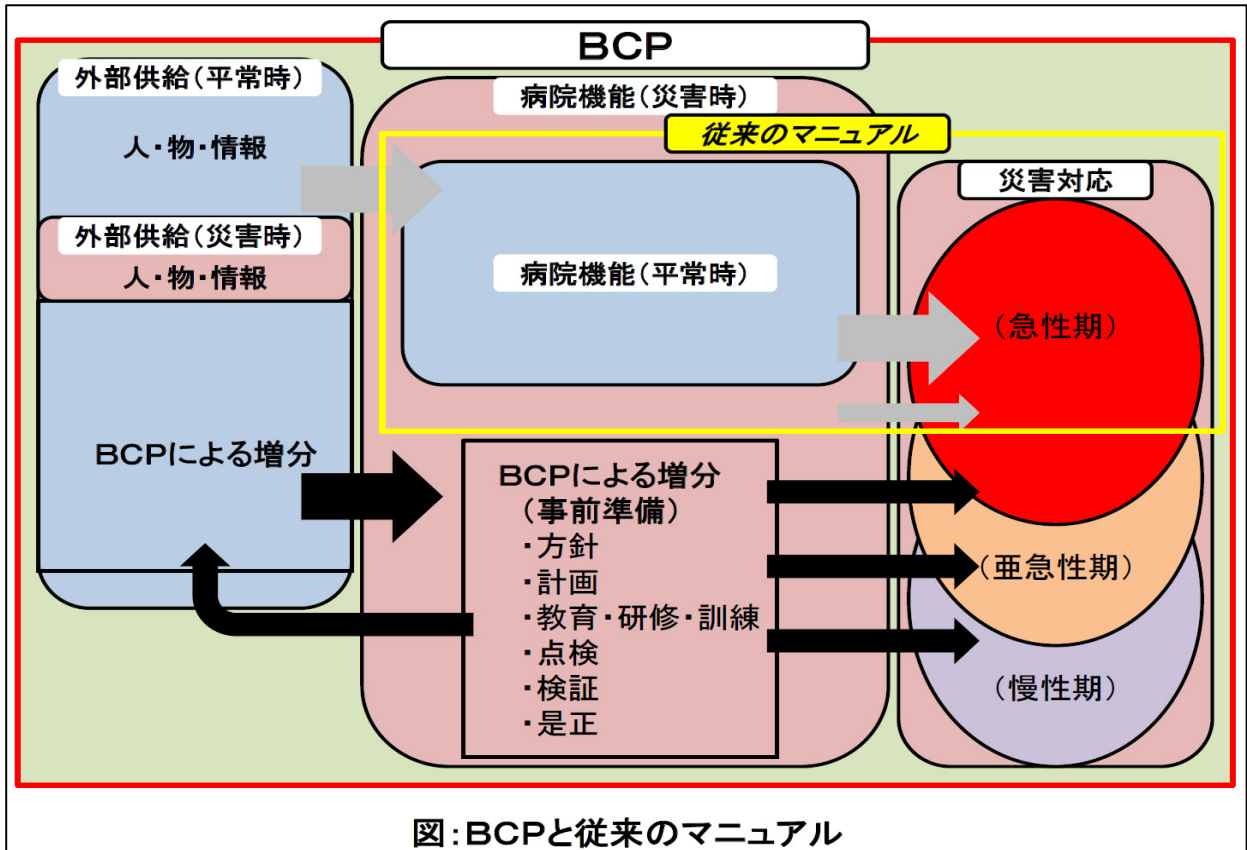 BCP
外部供給(平常時)
人・物・情報
外部供給(災害時)
人・物・情報
BCPによる増分
病院機能(災害時)
従来のマニュアル
病院機能(平常時)
BCPによる増分
(事前準備)
・方針
・計画
・教育・研修・訓練
・点検
・検証
・是正
災害対応
(急性期)
(亜急性期)
(慢性期)
図:BCPと従来のマニュアル